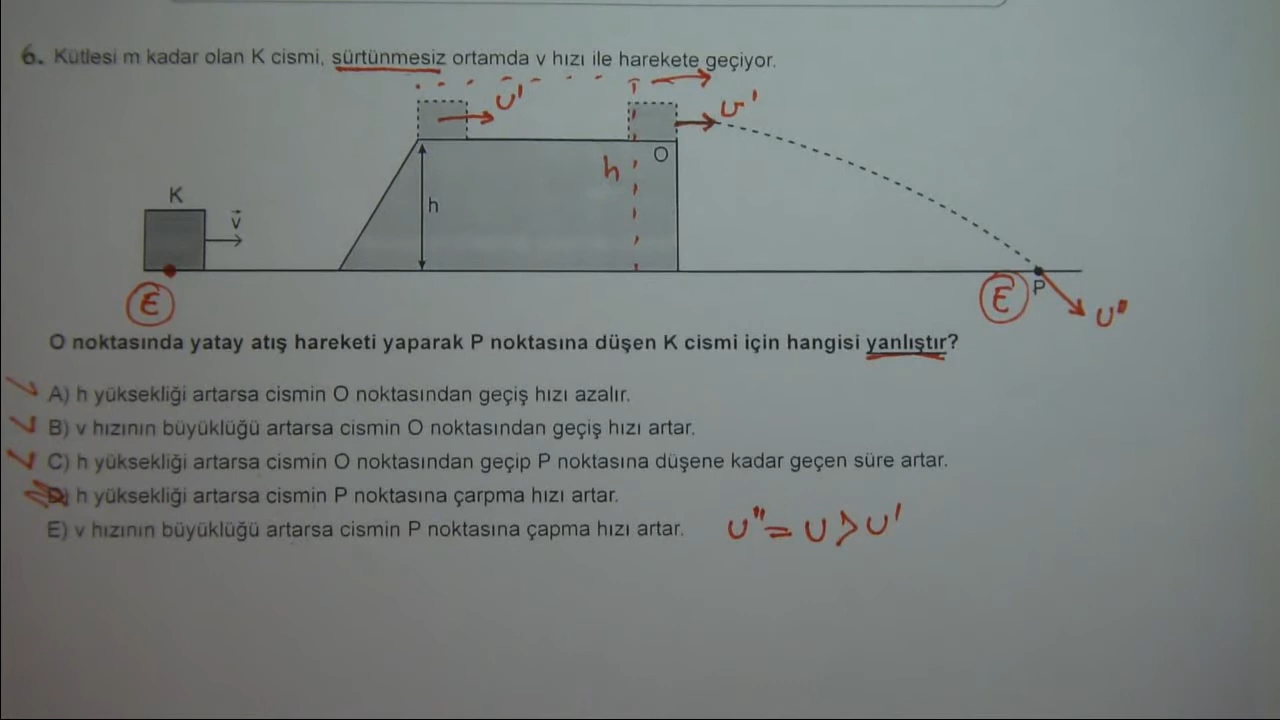 6. Kütlesi m kadar olan K cismi, sürtünmesiz ortamda v hızı ile harekete geçiyor.
υ'
υ'
O
h
K
h
v
E
E
P
υ"
O noktasında yatay atış hareketi yaparak P noktasına düşen K cismi için hangisi yanlıştır?
A) h yüksekliği artarsa cismin O noktasından geçiş hızı azalır.
B) v hızının büyüklüğü artarsa cismin O noktasından geçiş hızı artar.
C) h yüksekliği artarsa cismin O noktasından geçip P noktasına düşene kadar geçen süre artar.
D) h yüksekliği artarsa cismin P noktasına çarpma hızı artar.
E) v hızının büyüklüğü artarsa cismin P noktasına çapma hızı artar.
υ" = υ > υ'